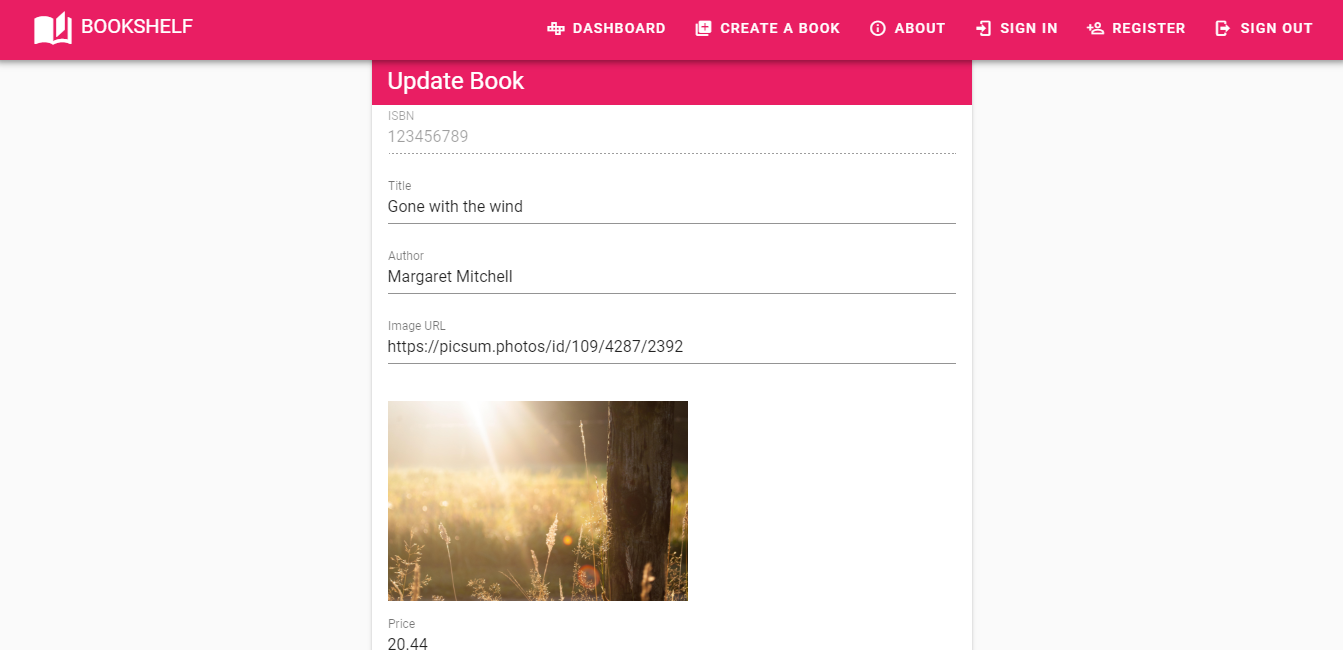 BOOKSHELF
DASHBOARD CREATE A BOOK ABOUT SIGN IN REGISTER SIGN OUT
Update Book
ISBN
123456789
Title
Gone with the wind
Author
Margaret Mitchell
Image URL
https://picsum.photos/id/109/4287/2392
Price
20.44